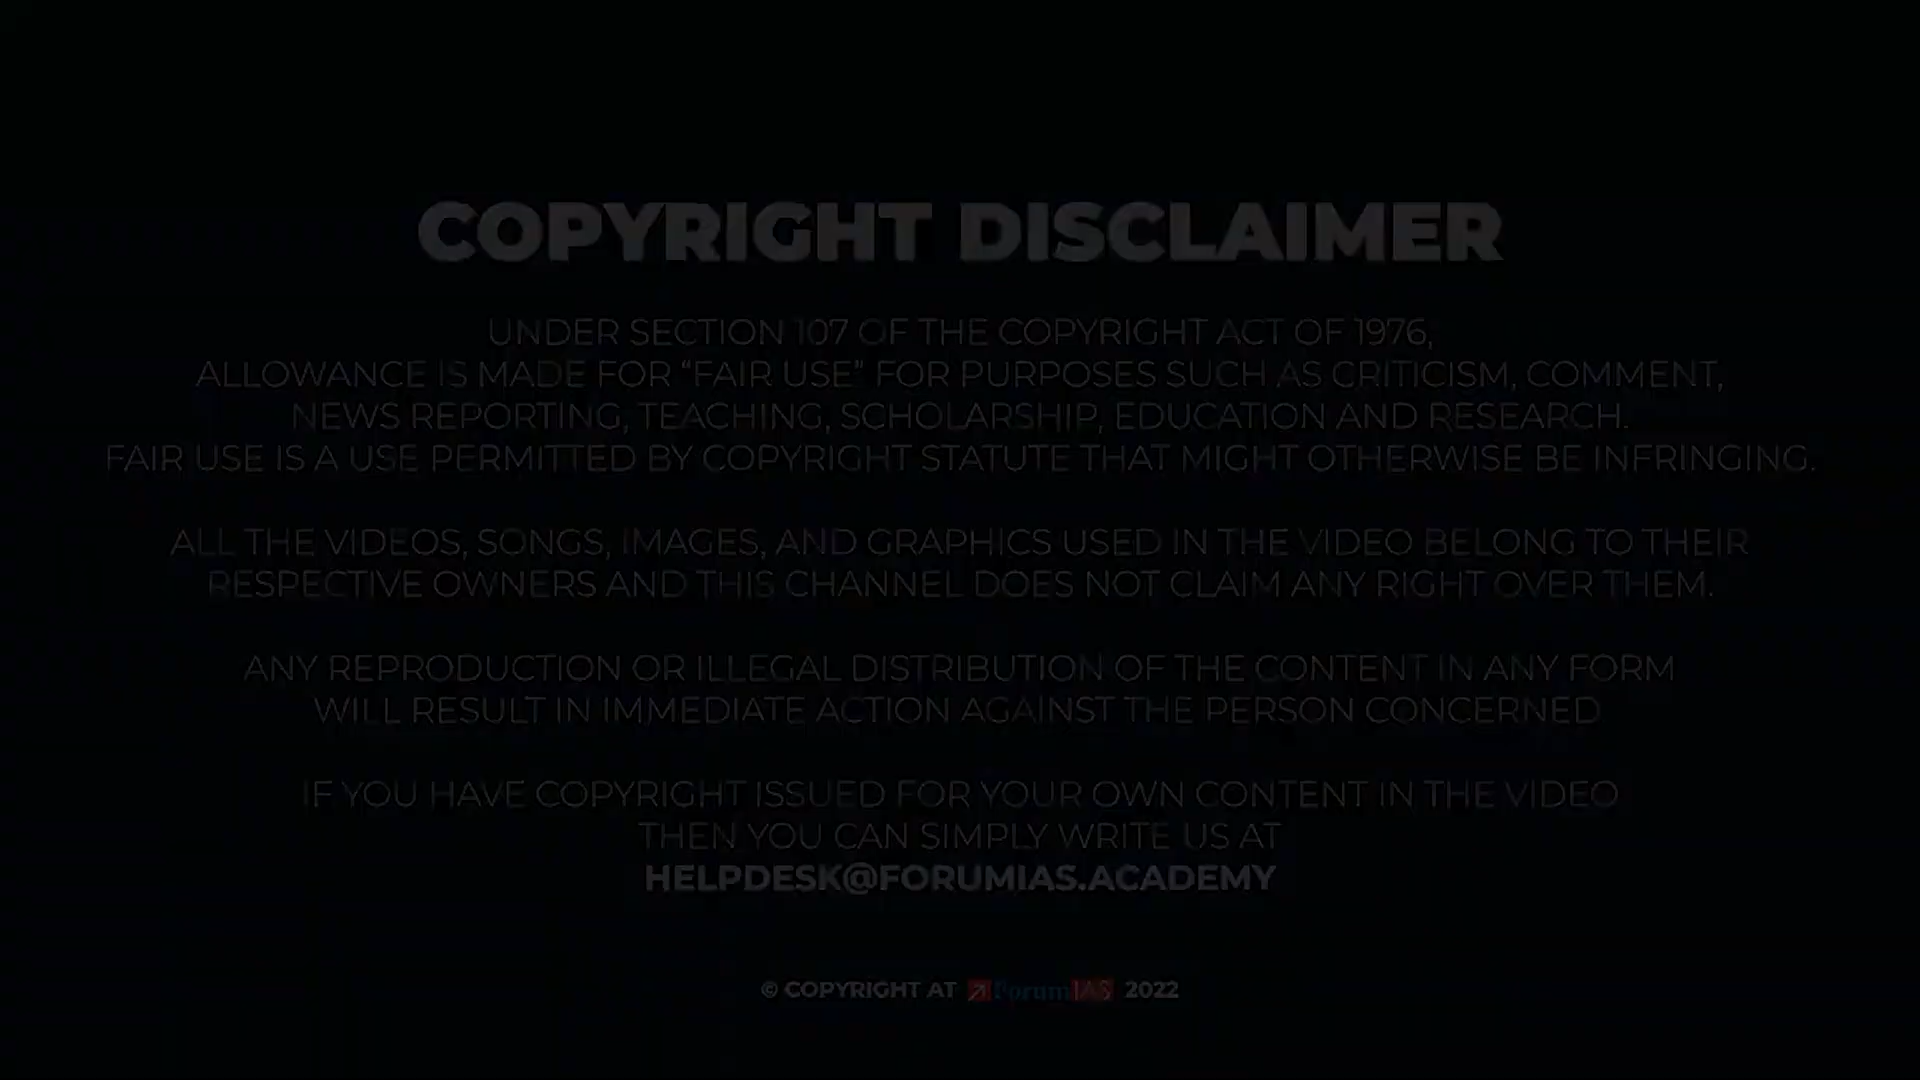 COPYRIGHT DISCLAIMER
UNDER SECTION 107 OF THE COPYRIGHT ACT OF 1976,
ALLOWANCE IS MADE FOR “FAIR USE” FOR PURPOSES SUCH AS CRITICISM, COMMENT,
NEWS REPORTING, TEACHING, SCHOLARSHIP, EDUCATION AND RESEARCH.
FAIR USE IS A USE PERMITTED BY COPYRIGHT STATUTE THAT MIGHT OTHERWISE BE INFRINGING.
ALL THE VIDEOS, SONGS, IMAGES, AND GRAPHICS USED IN THE VIDEO BELONG TO THEIR
RESPECTIVE OWNERS AND THIS CHANNEL DOES NOT CLAIM ANY RIGHT OVER THEM.
ANY REPRODUCTION OR ILLEGAL DISTRIBUTION OF THE CONTENT IN ANY FORM
WILL RESULT IN IMMEDIATE ACTION AGAINST THE PERSON CONCERNED
IF YOU HAVE COPYRIGHT ISSUED FOR YOUR OWN CONTENT IN THE VIDEO
THEN YOU CAN SIMPLY WRITE US AT
HELPDESK@FORUMIAS.ACADEMY
© COPYRIGHT AT ForumIAS 2022